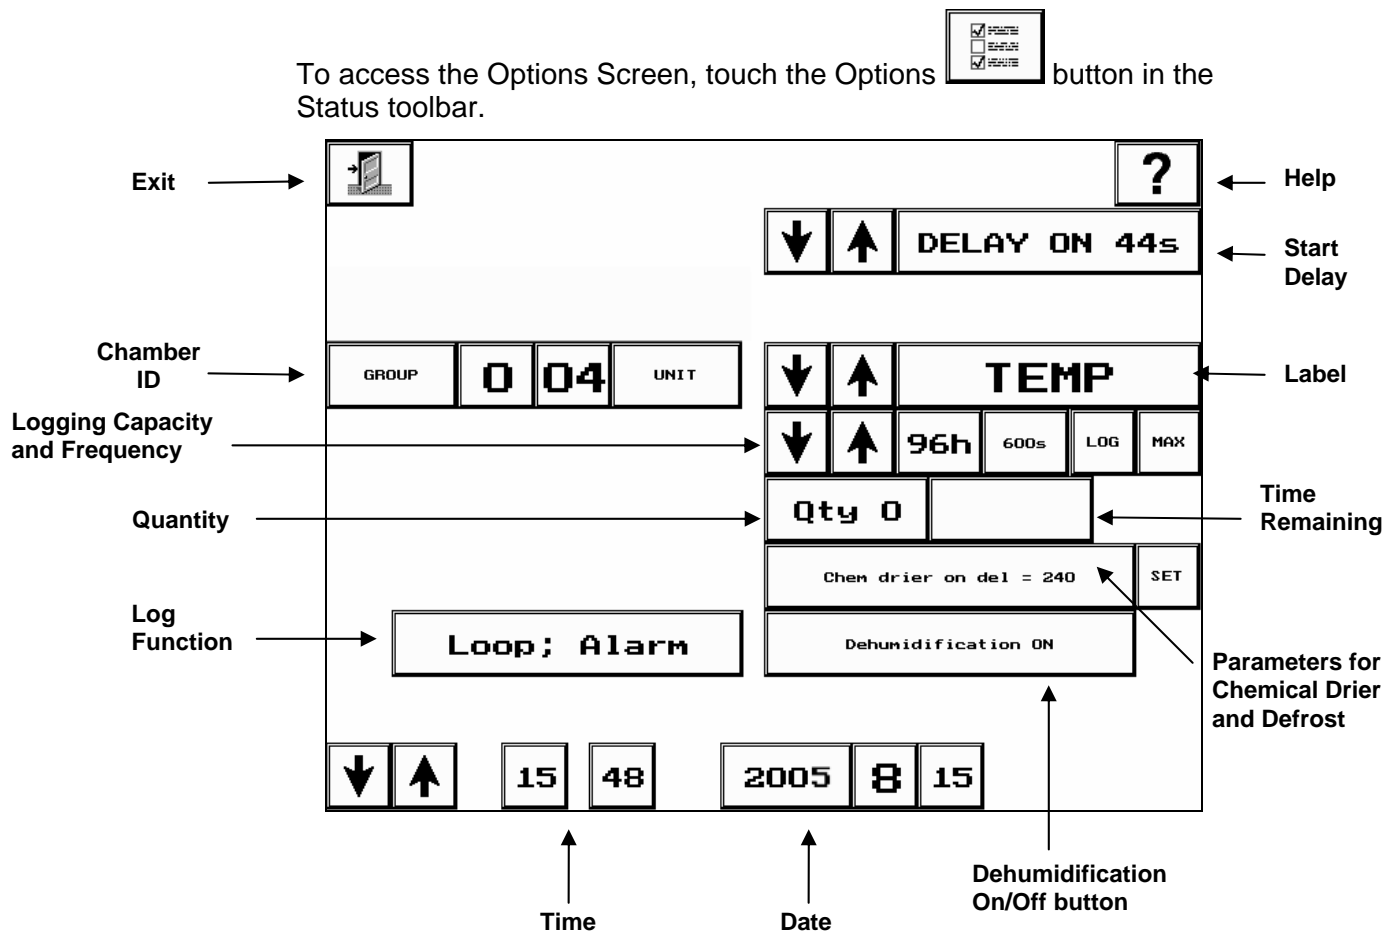 To access the Options Screen, touch the Options button in the
Status toolbar.
Exit
?
Help
DELAY ON 44s
Start
Delay
Chamber
ID
GROUP 0 04 UNIT
TEMP
Label
Logging Capacity
and Frequency
96h 600s LOG MAX
Quantity
Qty 0
Time
Remaining
Chem drier on del = 240 SET
Log
Function
Loop; Alarm
Dehumidification ON
Parameters for
Chemical Drier
and Defrost
15 48 2005 8 15
Dehumidification
On/Off button
Time
Date